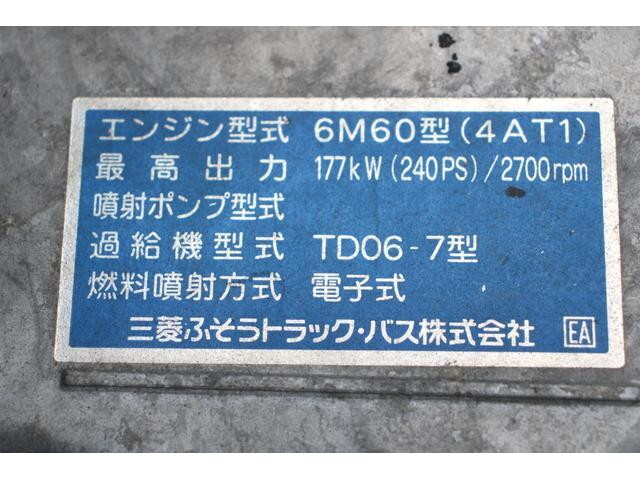 エンジン型式 6M60型(4AT1)
最高出力 177kW(240PS)/2700rpm
噴射ポンプ型式
過給機型式 TD06-7型
燃料噴射方式 電子式
三菱ふそうトラック・バス株式会社 EA